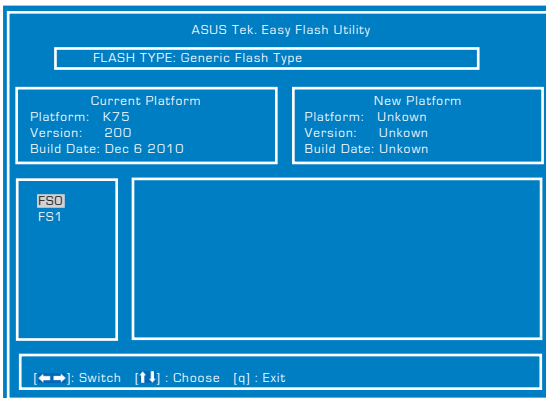 ASUS Tek. Easy Flash Utility
FLASH TYPE: Generic Flash Type
Current Platform
Platform: K75
Version: 200
Build Date: Dec 6 2010
New Platform
Platform: Unkown
Version: Unkown
Build Date: Unkown
FS0
FS1
[←→]: Switch [↑↓] : Choose [q] : Exit